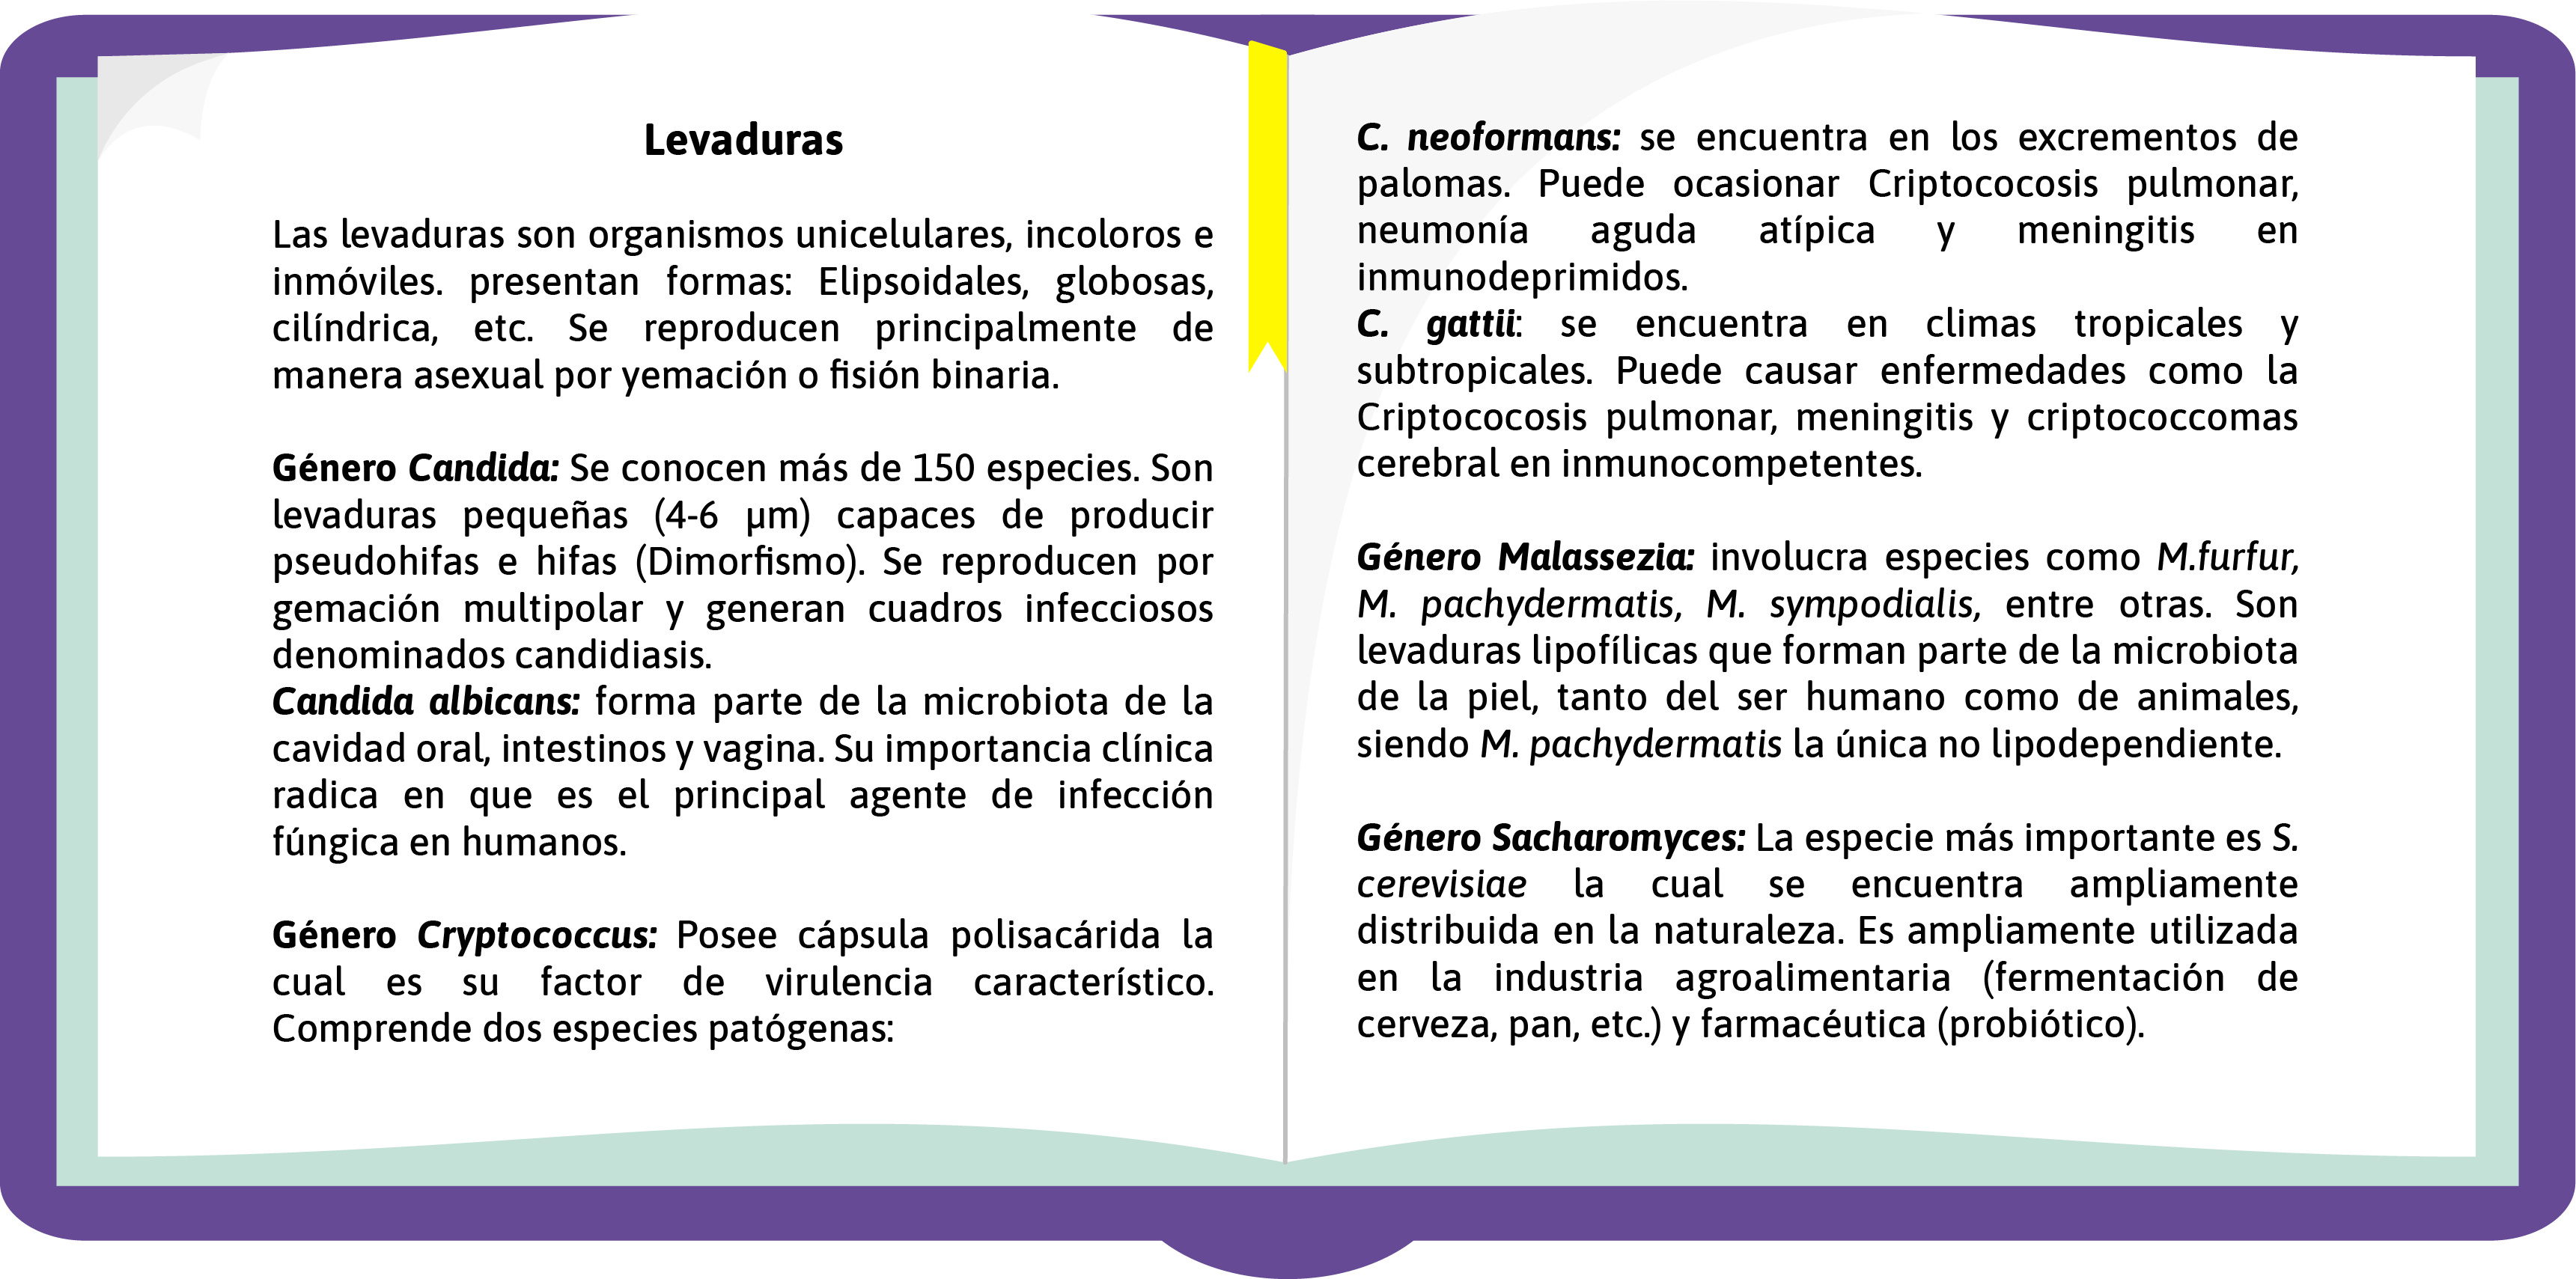 Levaduras
Las levaduras son organismos unicelulares, incoloros e
inmóviles. presentan formas: Elipsoidales, globosas,
cilíndrica, etc. Se reproducen principalmente de
manera asexual por yemación o fisión binaria.
Género Candida: Se conocen más de 150 especies. Son
levaduras pequeñas (4-6 µm) capaces de producir
pseudohifas e hifas (Dimorfismo). Se reproducen por
gemación multipolar y generan cuadros infecciosos
denominados candidiasis.
Candida albicans: forma parte de la microbiota de la
cavidad oral, intestinos y vagina. Su importancia clínica
radica en que es el principal agente de infección
fúngica en humanos.
Género Cryptococcus: Posee cápsula polisacárida la
cual es su factor de virulencia característico.
Comprende dos especies patógenas:
C. neoformans: se encuentra en los excrementos de
palomas. Puede ocasionar Criptococosis pulmonar,
neumonía aguda atípica y meningitis en
inmunodeprimidos.
C. gattii: se encuentra en climas tropicales y
subtropicales. Puede causar enfermedades como la
Criptococosis pulmonar, meningitis y criptococcomas
cerebral en inmunocompetentes.
Género Malassezia: involucra especies como M.furfur,
M. pachydermatis, M. sympodialis, entre otras. Son
levaduras lipofílicas que forman parte de la microbiota
de la piel, tanto del ser humano como de animales,
siendo M. pachydermatis la única no lipodependiente.
Género Sacharomyces: La especie más importante es S.
cerevisiae la cual se encuentra ampliamente
distribuida en la naturaleza. Es ampliamente utilizada
en la industria agroalimentaria (fermentación de
cerveza, pan, etc.) y farmacéutica (probiótico).